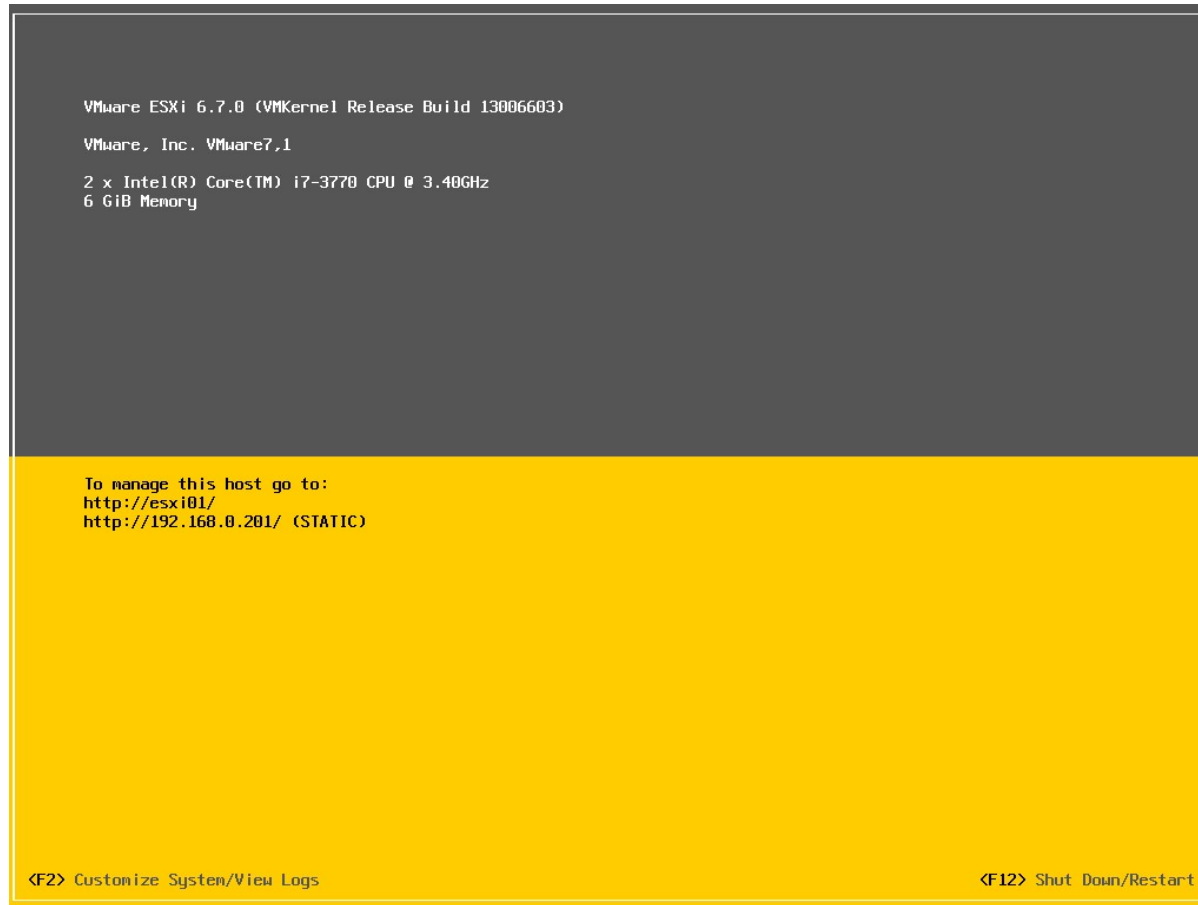 VMware ESXi 6.7.0 (VMKernel Release Build 13006603)
VMware, Inc. VMware7,1
2 x Intel(R) Core(TM) i7-3770 CPU @ 3.40GHz
6 GiB Memory
To manage this host go to:
http://esxi01/
http://192.168.0.201/ (STATIC)
<F2> Customize System/View Logs
<F12> Shut Down/Restart